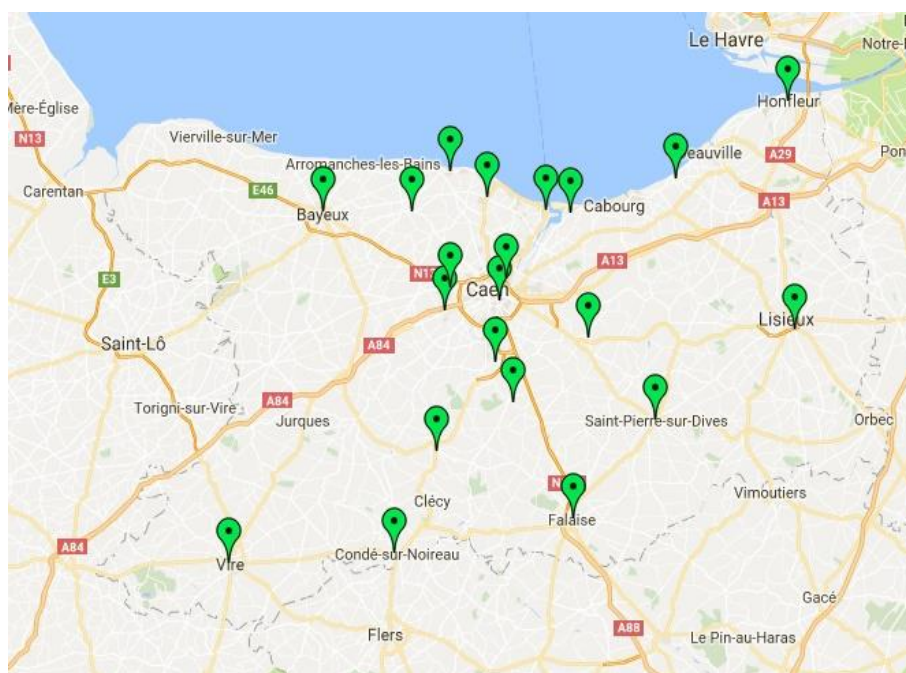 Le Havre
Notre-
Honfleur
Mère-Église
N13
Vierville-sur-Mer
Arromanches-les-Bains
eauville
A29
Pon
Carentan
E46
Bayeux
Cabourg
A13
E3
N13
Caen
A13
Lisieux
Saint-Lô
A84
Torigni-sur-Vire
A84
Jurques
Saint-Pierre-sur-Dives
Orbec
Clécy
N
Vimoutiers
Falaise
A84
Vire
Condé-sur-Noireau
Gacé
Flers
A88
Le Pin-au-Haras